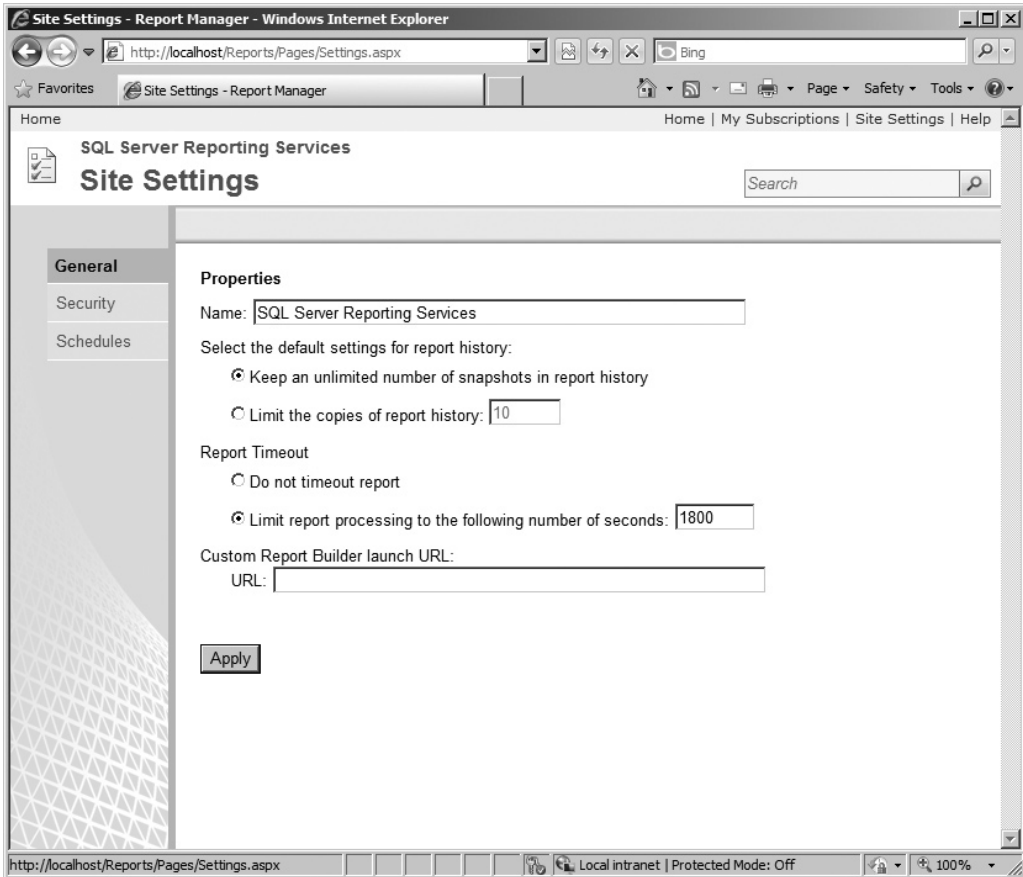 Site Settings - Report Manager - Windows Internet Explorer
http://localhost/Reports/Pages/Settings.aspx
Bing
Favorites
Site Settings - Report Manager
Page
Safety
Tools
Home
Home | My Subscriptions | Site Settings | Help
SQL Server Reporting Services
Site Settings
Search
General
Security
Schedules
Properties
Name: SQL Server Reporting Services
Select the default settings for report history:
Keep an unlimited number of snapshots in report history
Limit the copies of report history: 10
Report Timeout
Do not timeout report
Limit report processing to the following number of seconds: 1800
Custom Report Builder launch URL:
URL:
Apply
http://localhost/Reports/Pages/Settings.aspx
Local intranet | Protected Mode: Off
100%